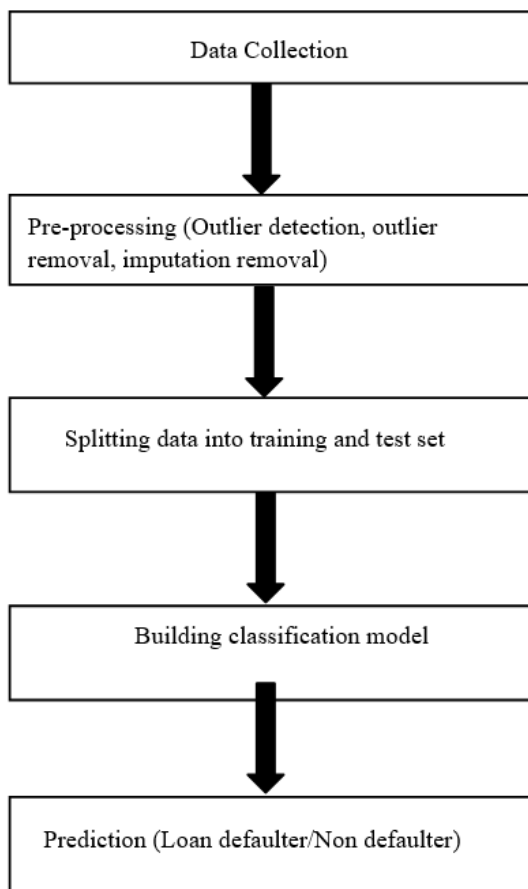 Data Collection
Pre-processing (Outlier detection, outlier
removal, imputation removal)
Splitting data into training and test set
Building classification model
Prediction (Loan defaulter/Non defaulter)